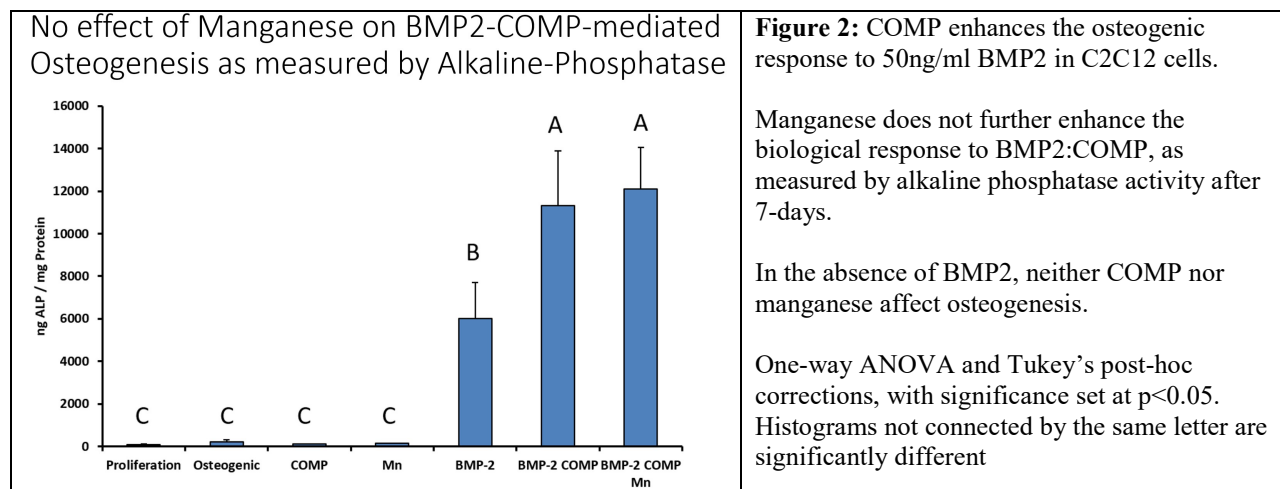 No effect of Manganese on BMP2-COMP-mediated
Osteogenesis as measured by Alkaline-Phosphatase
16000
14000
12000
10000
8000
6000
4000
2000
0
ng ALP / mg Protein
C
C
C
C
B
A
A
Proliferation
Osteogenic
COMP
Mn
BMP-2
BMP-2 COMP
BMP-2 COMP
Mn
Figure 2: COMP enhances the osteogenic
response to 50ng/ml BMP2 in C2C12 cells.
Manganese does not further enhance the
biological response to BMP2:COMP, as
measured by alkaline phosphatase activity after
7-days.
In the absence of BMP2, neither COMP nor
manganese affect osteogenesis.
One-way ANOVA and Tukey’s post-hoc
corrections, with significance set at p<0.05.
Histograms not connected by the same letter are
significantly different